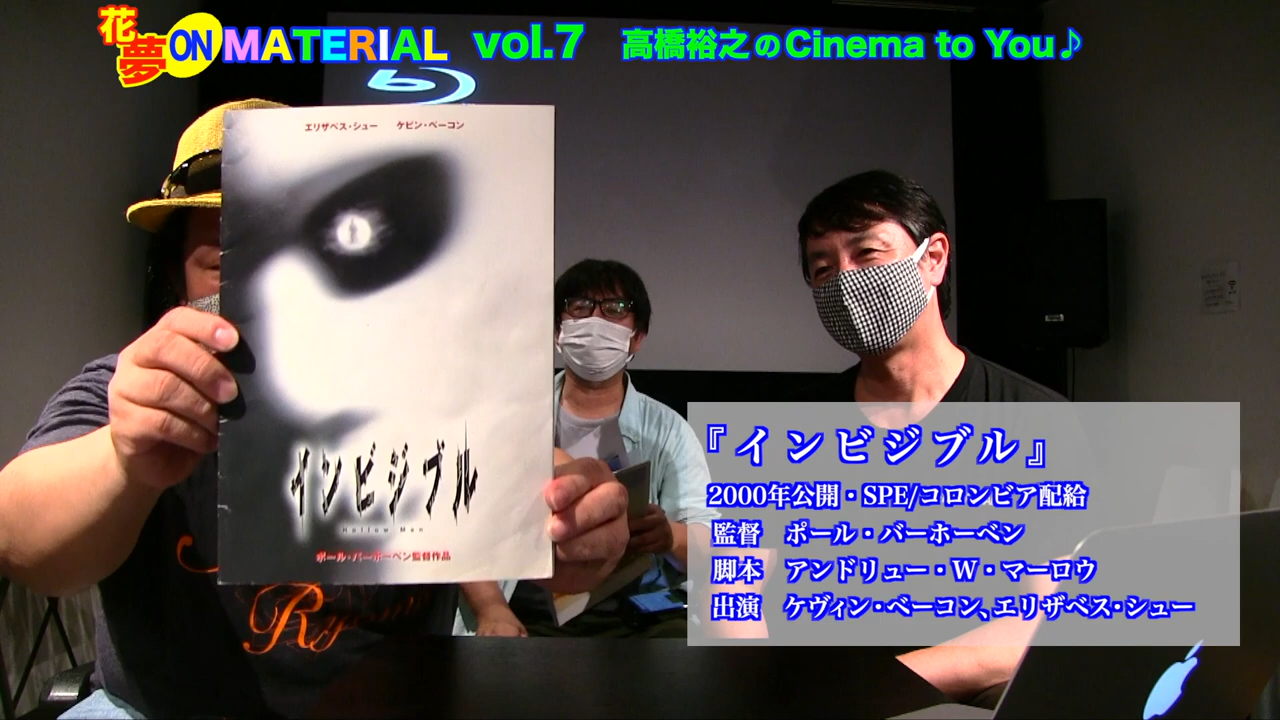 花夢ON MATERIAL vol.7 高橋裕之のCinema to You♪
エリザベス・シュー ケビン・ベーコン
インビジブル
Hollow Man
ポール・バーホーベン監督作品
『インビジブル』
2000年公開・SPE/コロンビア配給
監督 ポール・バーホーベン
脚本 アンドリュー・W・マーロウ
出演 ケヴィン・ベーコン、エリザベス・シュー